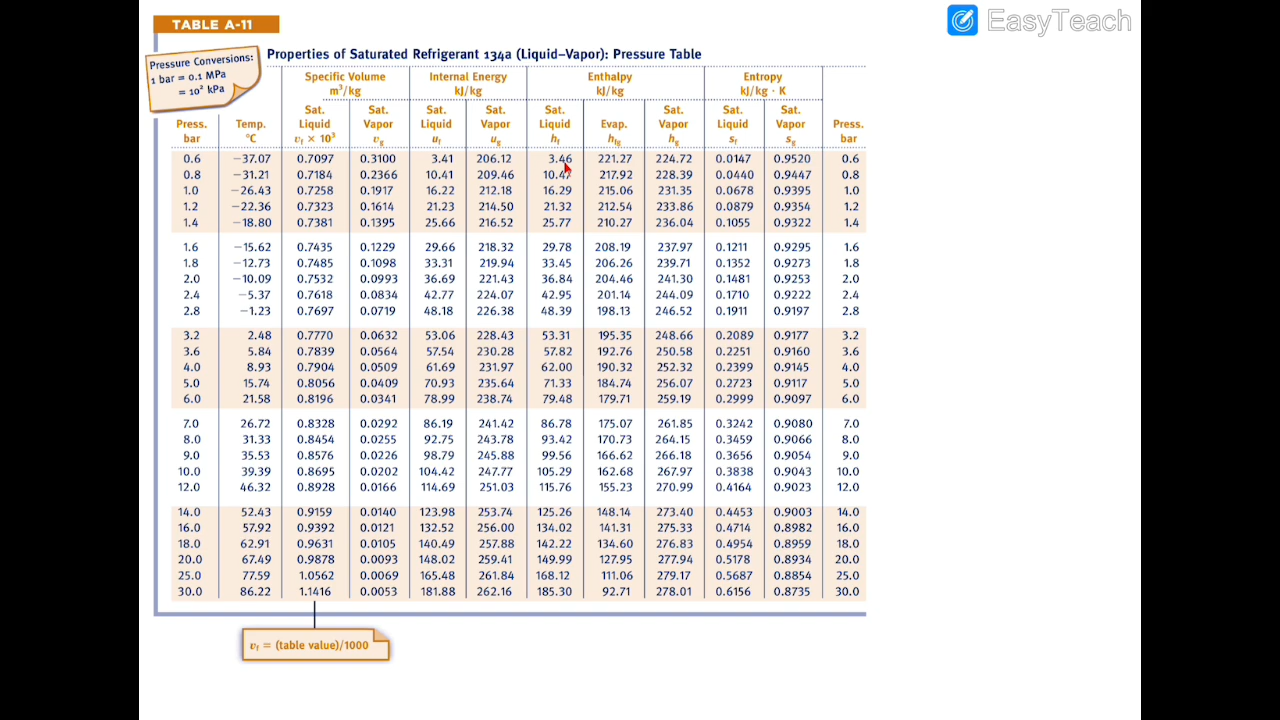 TABLE A-11
EasyTeach
Pressure Conversions:
1 bar = 0.1 MPa
= 10² kPa
Properties of Saturated Refrigerant 134a (Liquid–Vapor): Pressure Table
Specific Volume Internal Energy Enthalpy Entropy
m³/kg kJ/kg kJ/kg kJ/kg · K
Sat. Sat. Sat. Sat. Sat. Sat. Sat. Sat.
Press. Temp. Liquid Vapor Liquid Vapor Liquid Evap. Vapor Liquid Vapor Press.
bar °C vf × 10³ vg uf ug hf hfg hg sf sg bar
0.6 −37.07 0.7097 0.3100 3.41 206.12 3.46 221.27 224.72 0.0147 0.9520 0.6
0.8 −31.21 0.7184 0.2366 10.41 209.46 10.47 217.92 228.39 0.0440 0.9447 0.8
1.0 −26.43 0.7258 0.1917 16.22 212.18 16.29 215.06 231.35 0.0678 0.9395 1.0
1.2 −22.36 0.7323 0.1614 21.23 214.50 21.32 212.54 233.86 0.0879 0.9354 1.2
1.4 −18.80 0.7381 0.1395 25.66 216.52 25.77 210.27 236.04 0.1055 0.9322 1.4
1.6 −15.62 0.7435 0.1229 29.66 218.32 29.78 208.19 237.97 0.1211 0.9295 1.6
1.8 −12.73 0.7485 0.1098 33.31 219.94 33.45 206.26 239.71 0.1352 0.9273 1.8
2.0 −10.09 0.7532 0.0993 36.69 221.43 36.84 204.46 241.30 0.1481 0.9253 2.0
2.4 −5.37 0.7618 0.0834 42.77 224.07 42.95 201.14 244.09 0.1710 0.9222 2.4
2.8 −1.23 0.7697 0.0719 48.18 226.38 48.39 198.13 246.52 0.1911 0.9197 2.8
3.2 2.48 0.7770 0.0632 53.06 228.43 53.31 195.35 248.66 0.2089 0.9177 3.2
3.6 5.84 0.7839 0.0564 57.54 230.28 57.82 192.76 250.58 0.2251 0.9160 3.6
4.0 8.93 0.7904 0.0509 61.69 231.97 62.00 190.32 252.32 0.2399 0.9145 4.0
5.0 15.74 0.8056 0.0409 70.93 235.64 71.33 184.74 256.07 0.2723 0.9117 5.0
6.0 21.58 0.8196 0.0341 78.99 238.74 79.48 179.71 259.19 0.2999 0.9097 6.0
7.0 26.72 0.8328 0.0292 86.19 241.42 86.78 175.07 261.85 0.3242 0.9080 7.0
8.0 31.33 0.8454 0.0255 92.75 243.78 93.42 170.73 264.15 0.3459 0.9066 8.0
9.0 35.53 0.8576 0.0226 98.79 245.88 99.56 166.62 266.18 0.3656 0.9054 9.0
10.0 39.39 0.8695 0.0202 104.42 247.77 105.29 162.68 267.97 0.3838 0.9043 10.0
12.0 46.32 0.8928 0.0166 114.69 251.03 115.76 155.23 270.99 0.4164 0.9023 12.0
14.0 52.43 0.9159 0.0140 123.98 253.74 125.26 148.14 273.40 0.4453 0.9003 14.0
16.0 57.92 0.9392 0.0121 132.52 256.00 134.02 141.31 275.33 0.4714 0.8982 16.0
18.0 62.91 0.9631 0.0105 140.49 257.88 142.22 134.60 276.83 0.4954 0.8959 18.0
20.0 67.49 0.9878 0.0093 148.02 259.41 149.99 127.95 277.94 0.5178 0.8934 20.0
25.0 77.59 1.0562 0.0069 165.48 261.84 168.12 111.06 279.17 0.5687 0.8854 25.0
30.0 86.22 1.1416 0.0053 181.88 262.16 185.30 92.71 278.01 0.6156 0.8735 30.0
vf = (table value)/1000